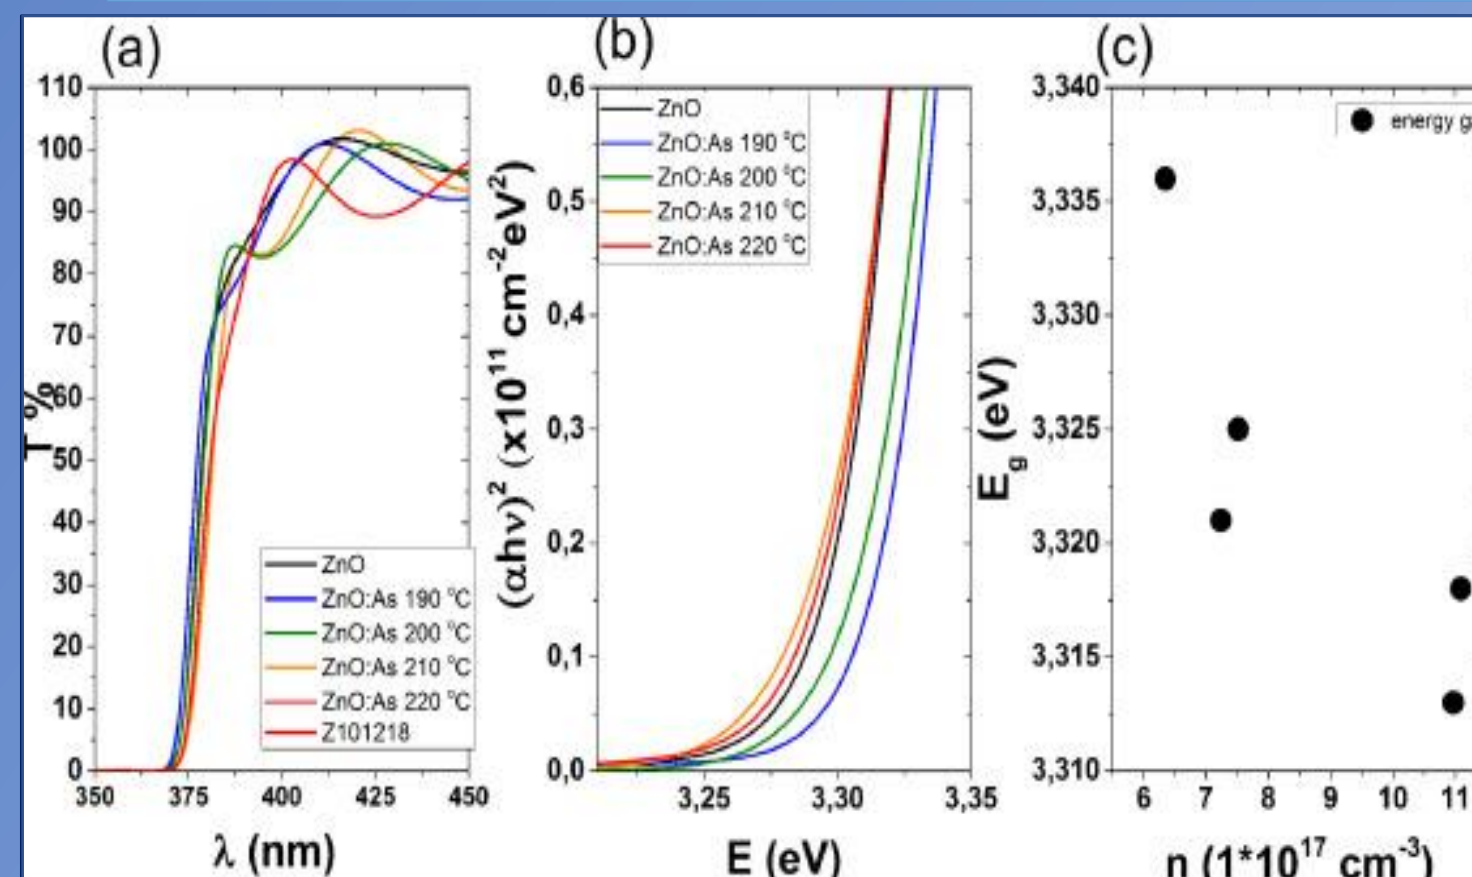 (a)
110
100
90
80
70
60
50
40
30
20
10
0
T %
350 375 400 425 450
λ (nm)
ZnO
ZnO:As 190 °C
ZnO:As 200 °C
ZnO:As 210 °C
ZnO:As 220 °C
Z101218
(b)
0,6
0,5
0,4
0,3
0,2
0,1
0,0
(αhν)² (x10¹¹ cm⁻²eV²)
3,25 3,30 3,35
E (eV)
ZnO
ZnO:As 190 °C
ZnO:As 200 °C
ZnO:As 210 °C
ZnO:As 220 °C
(c)
3,340
3,335
3,330
3,325
3,320
3,315
3,310
E_g (eV)
6 7 8 9 10 11
n (1*10¹⁷ cm⁻³)
energy ga